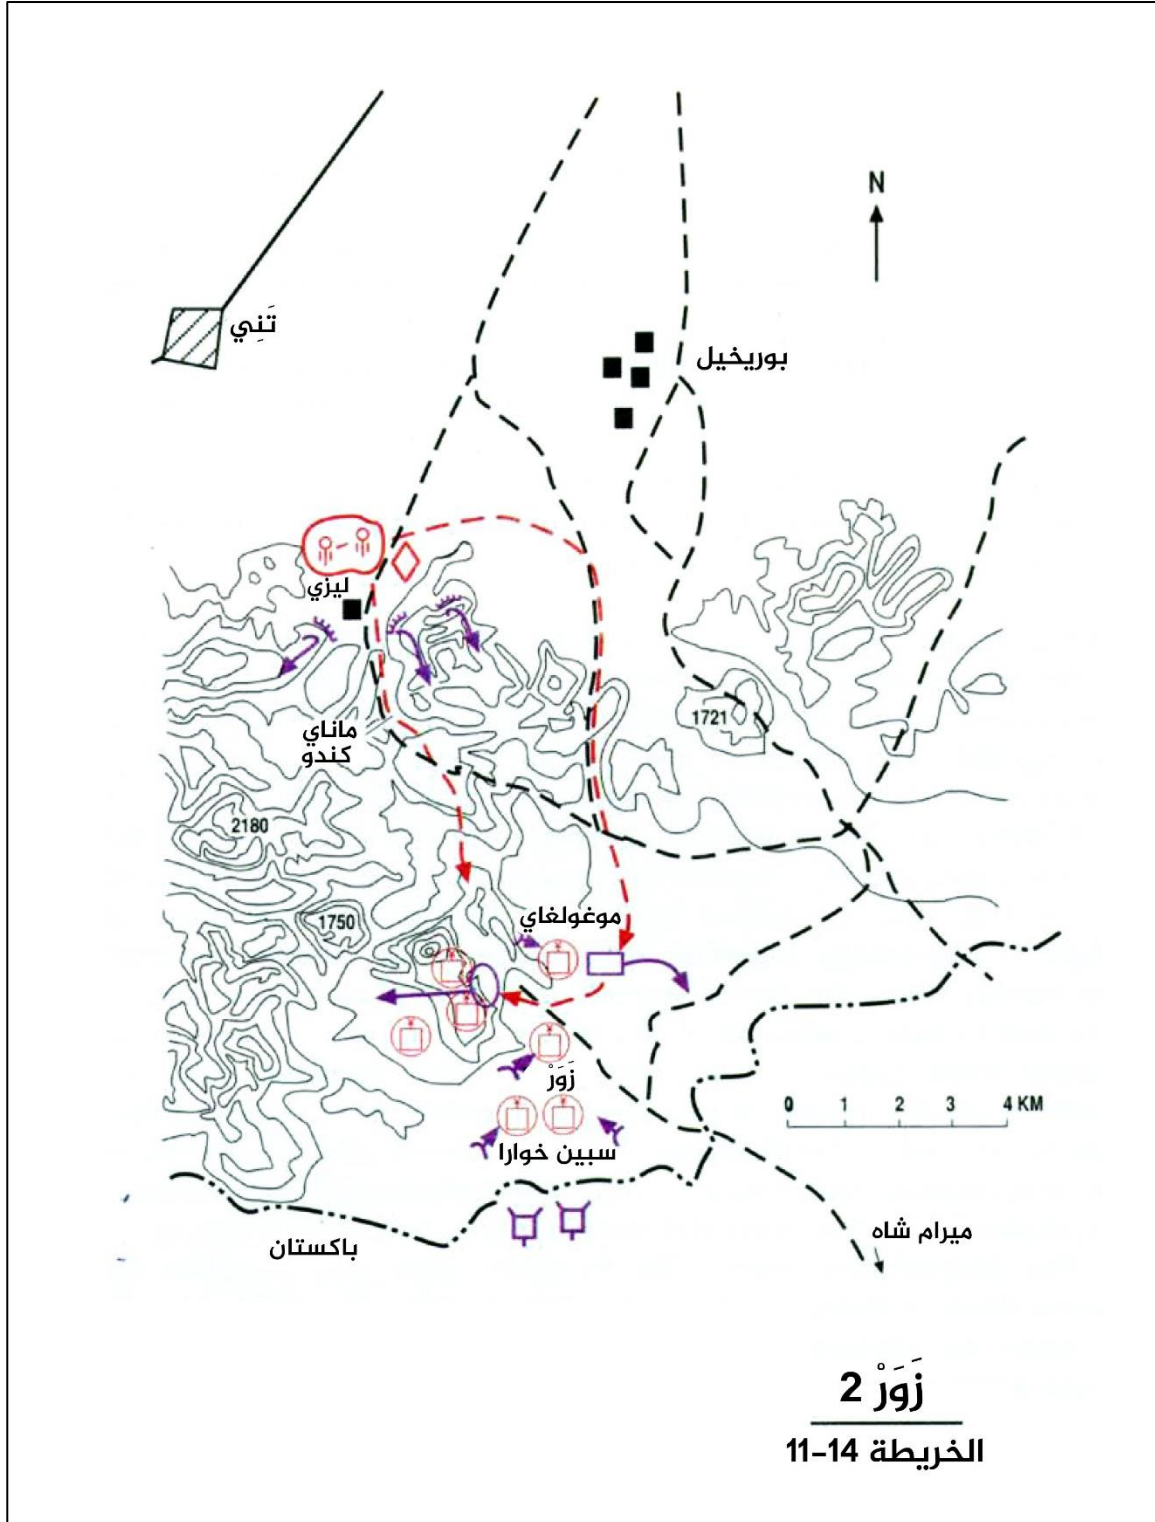 N
تَنِي
بوريخيل
ليزي
ماناي
كندو
1721
2180
1750
موغولغاي
زَوَرْ
سبين خوارا
0 1 2 3 4 KM
باكستان
ميرام شاه
زَوَرْ 2
الخريطة 14–11